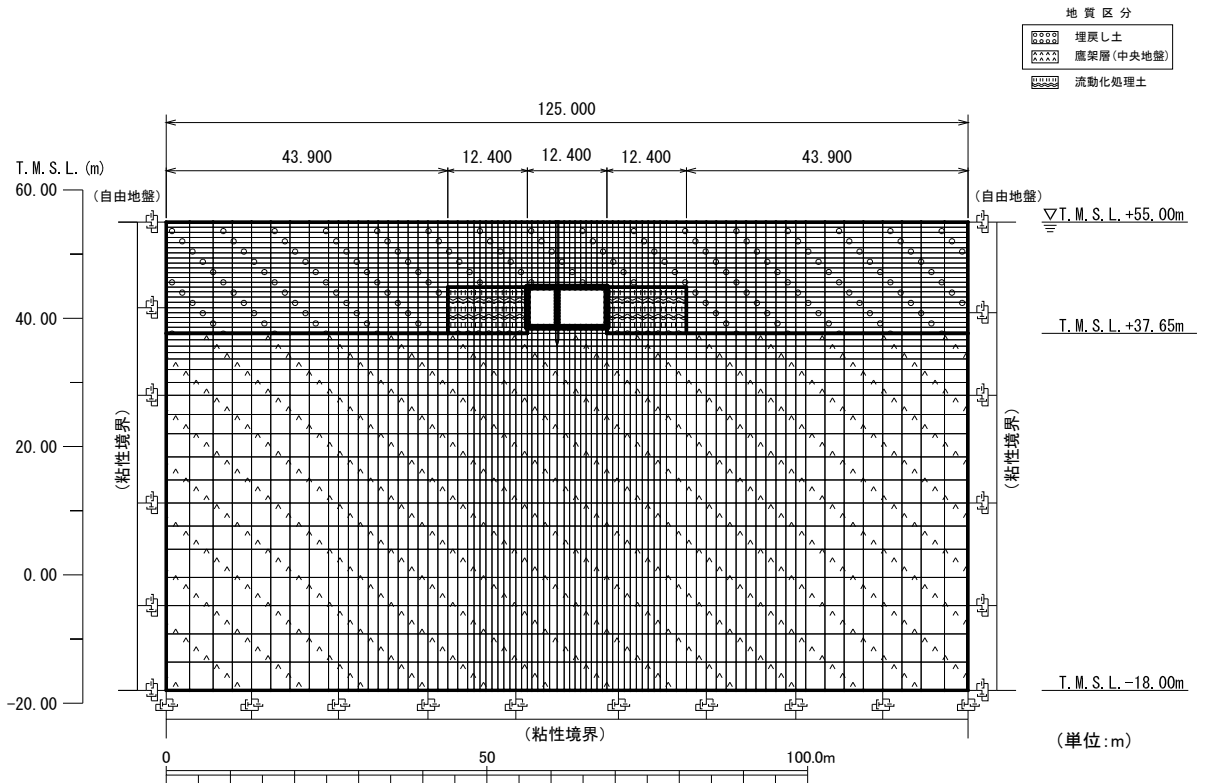 地質区分
埋戻し土
鷹架層(中央地盤)
流動化処理土
125.000
43.900
12.400
12.400
12.400
43.900
T.M.S.L.(m)
60.00
40.00
20.00
0.00
-20.00
(自由地盤)
(自由地盤)
T.M.S.L.+55.00m
T.M.S.L.+37.65m
T.M.S.L.-18.00m
(粘性境界)
(粘性境界)
(粘性境界)
(単位:m)
0
50
100.0m